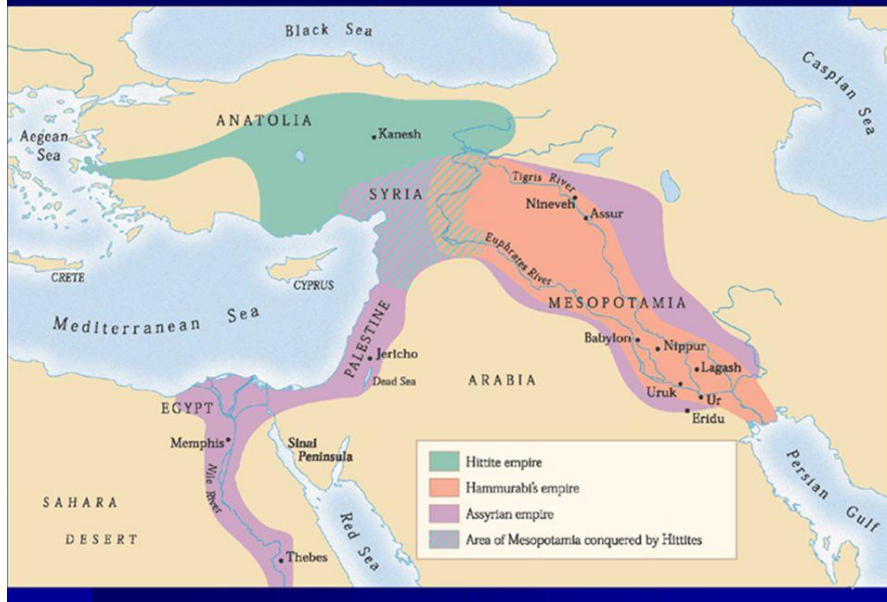 Black Sea
Caspian Sea
ANATOLIA
Kanesh
Aegean
Sea
SYRIA
Tigris River
Nineveh
Assur
CRETE
CYPRUS
Euphrates River
MESOPOTAMIA
Mediterranean Sea
PALESTINE
Babylon
Nippur
Jericho
Lagash
Dead Sea
ARABIA
Uruk
Ur
EGYPT
Eridu
Memphis
Sinai
Peninsula
Nile River
Persian Gulf
SAHARA
DESERT
Red Sea
Thebes
Hittite empire
Hammurabi's empire
Assyrian empire
Area of Mesopotamia conquered by Hittites